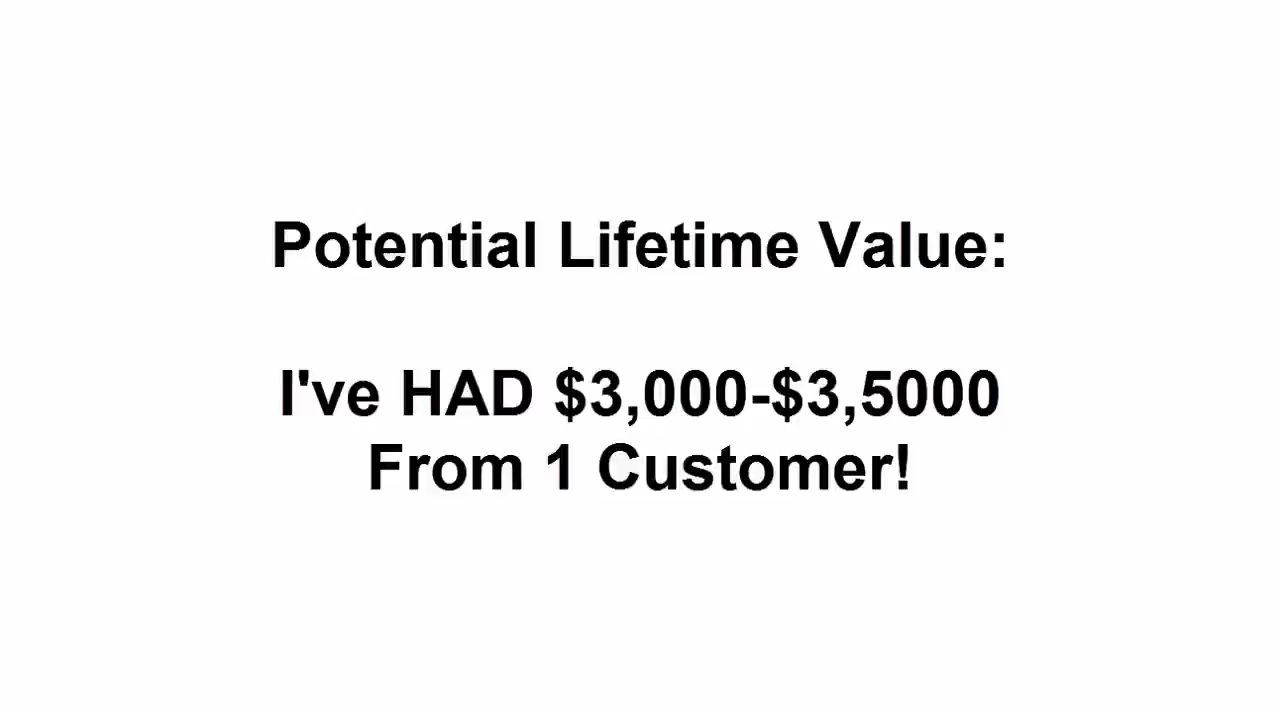 Potential Lifetime Value:
I've HAD $3,000-$3,5000
From 1 Customer!